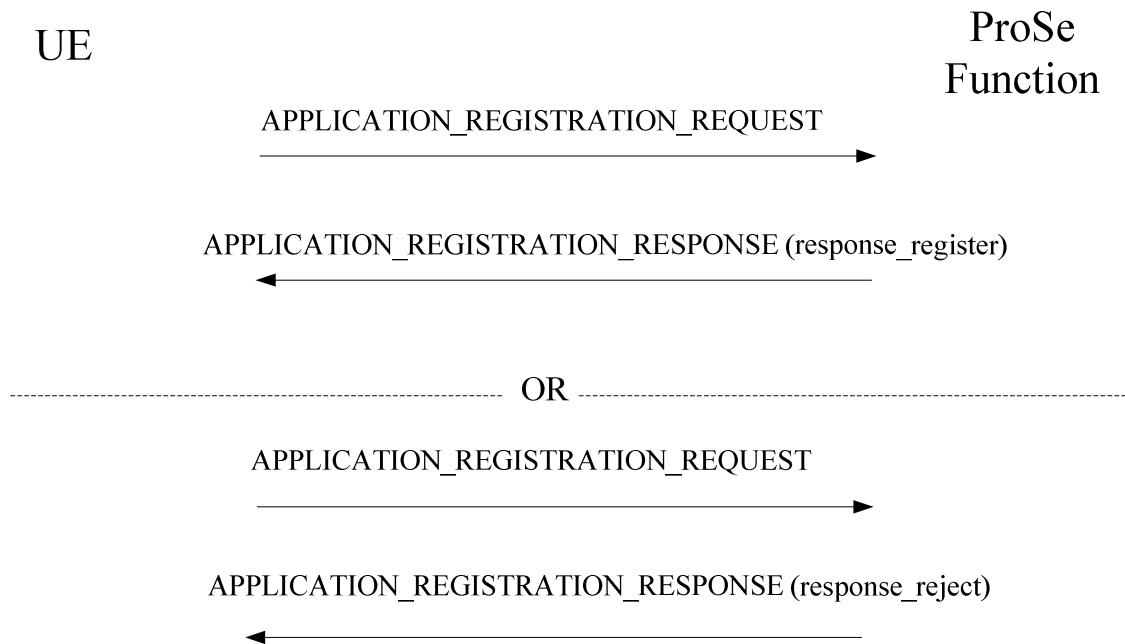 UE
ProSe
Function
APPLICATION_REGISTRATION_REQUEST
APPLICATION_REGISTRATION_RESPONSE (response_register)
OR
APPLICATION_REGISTRATION_REQUEST
APPLICATION_REGISTRATION_RESPONSE (response_reject)